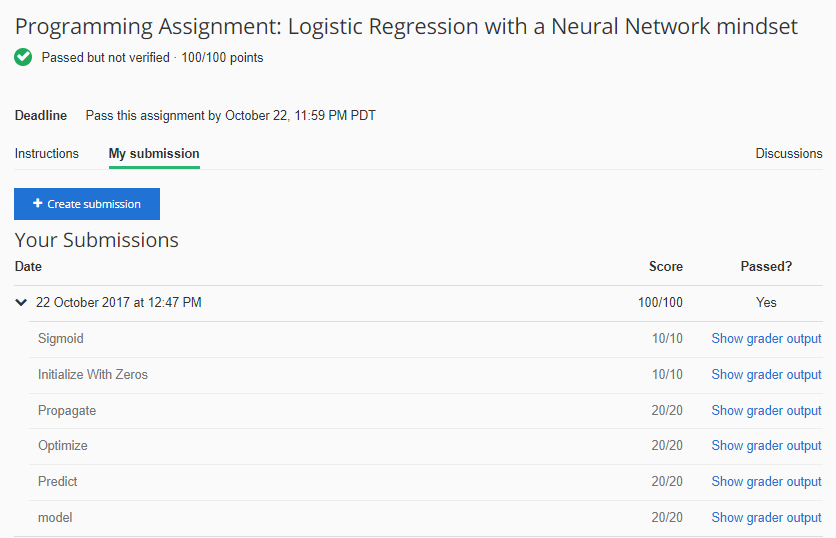 Programming Assignment: Logistic Regression with a Neural Network mindset
Passed but not verified · 100/100 points
Deadline Pass this assignment by October 22, 11:59 PM PDT
Instructions My submission Discussions
+ Create submission
Your Submissions
Date Score Passed?
22 October 2017 at 12:47 PM 100/100 Yes
Sigmoid 10/10 Show grader output
Initialize With Zeros 10/10 Show grader output
Propagate 20/20 Show grader output
Optimize 20/20 Show grader output
Predict 20/20 Show grader output
model 20/20 Show grader output